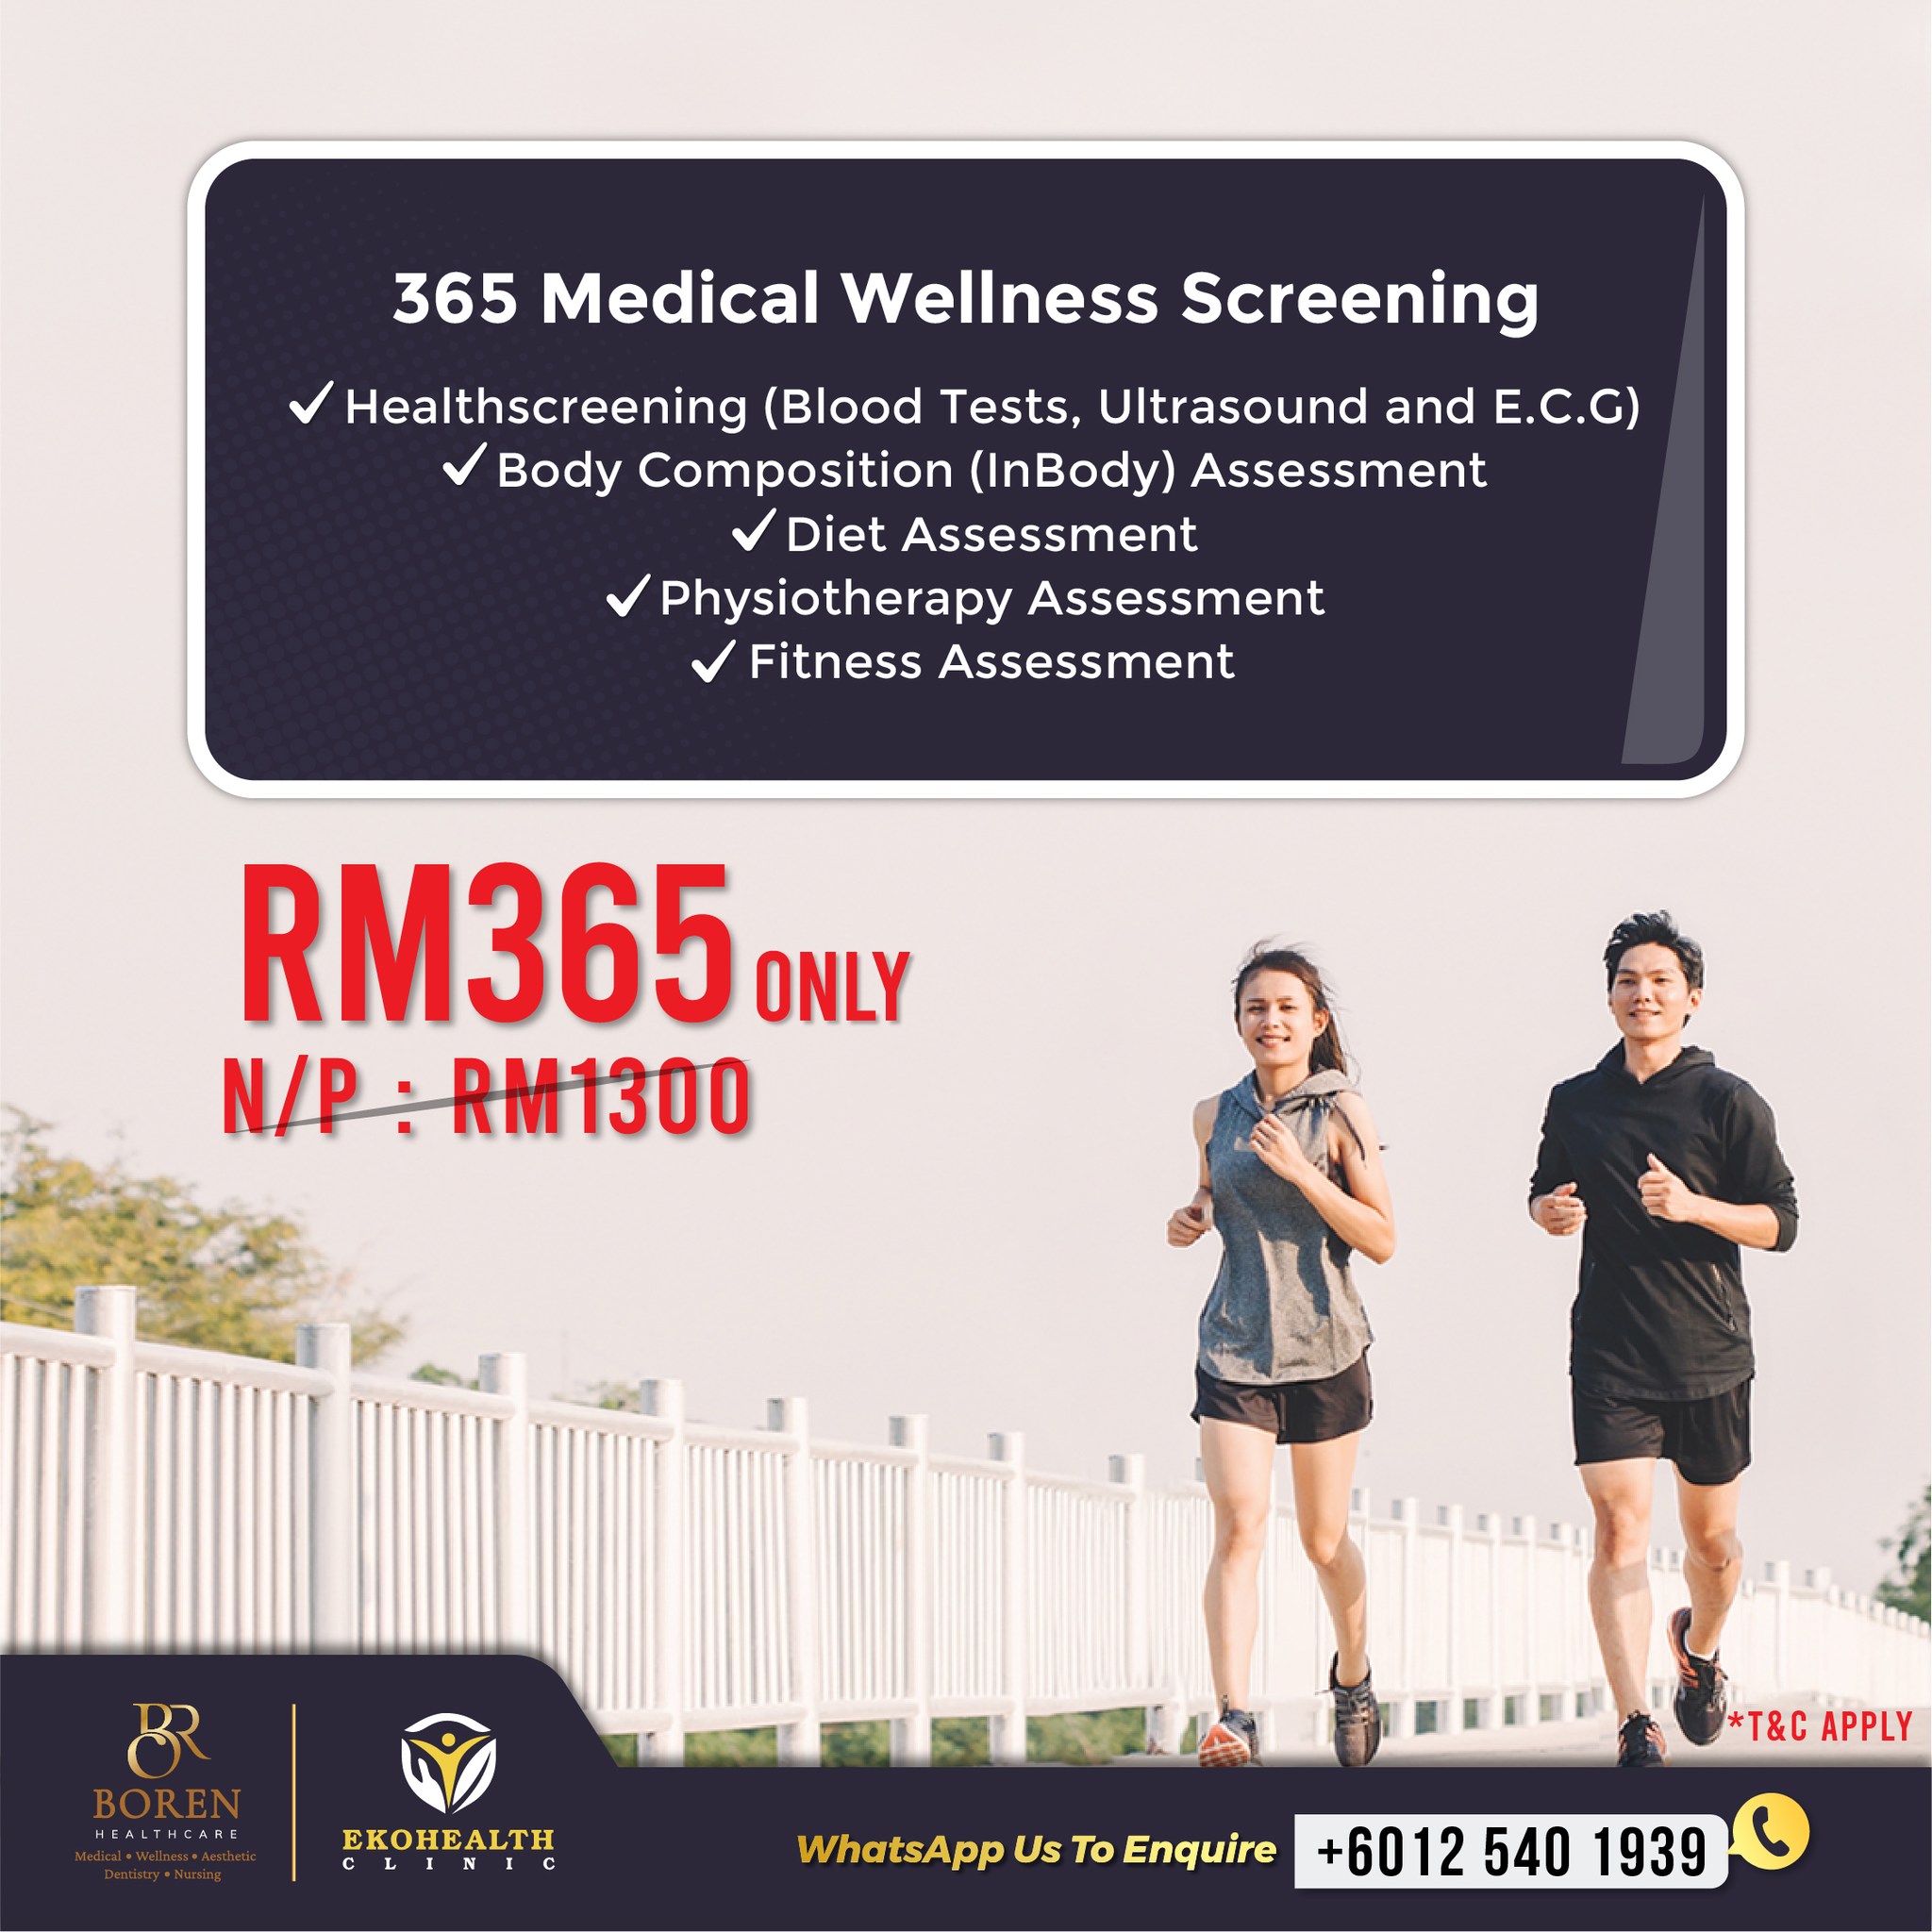 365 Medical Wellness Screening
✓ Healthscreening (Blood Tests, Ultrasound and E.C.G)
✓ Body Composition (InBody) Assessment
✓ Diet Assessment
✓ Physiotherapy Assessment
✓ Fitness Assessment
RM365 ONLY
N/P : RM1300
*T&C APPLY
BR
BOREN
HEALTHCARE
Medical • Wellness • Aesthetic
Dentistry • Nursing
EKOHEALTH
CLINIC
WhatsApp Us To Enquire +6012 540 1939